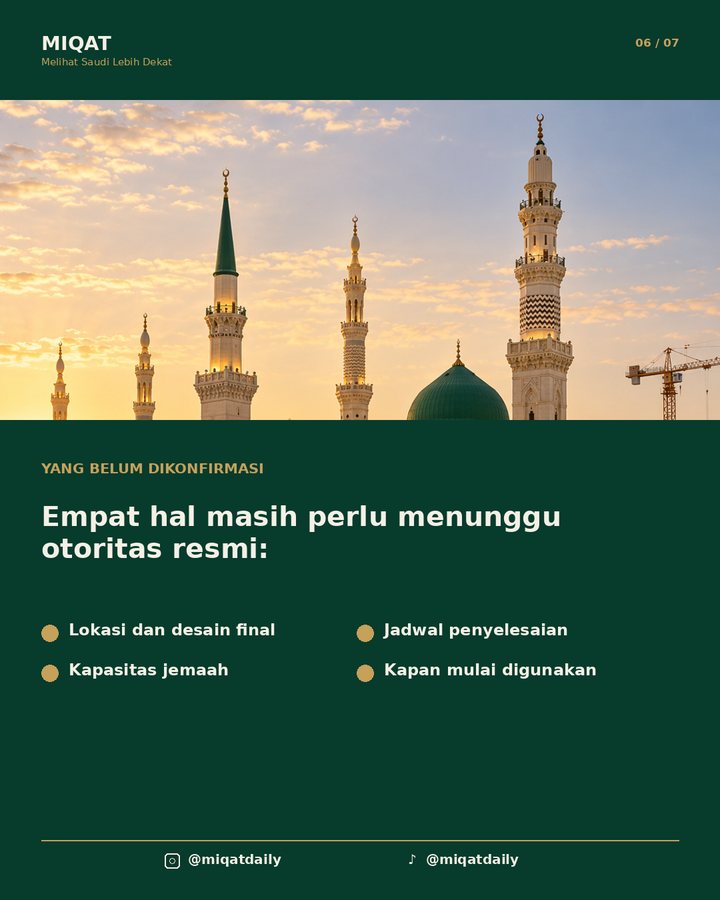 MIQAT
Melihat Saudi Lebih Dekat
06 / 07
YANG BELUM DIKONFIRMASI
Empat hal masih perlu menunggu
otoritas resmi:
Lokasi dan desain final
Jadwal penyelesaian
Kapasitas jemaah
Kapan mulai digunakan
@miqatdaily
@miqatdaily